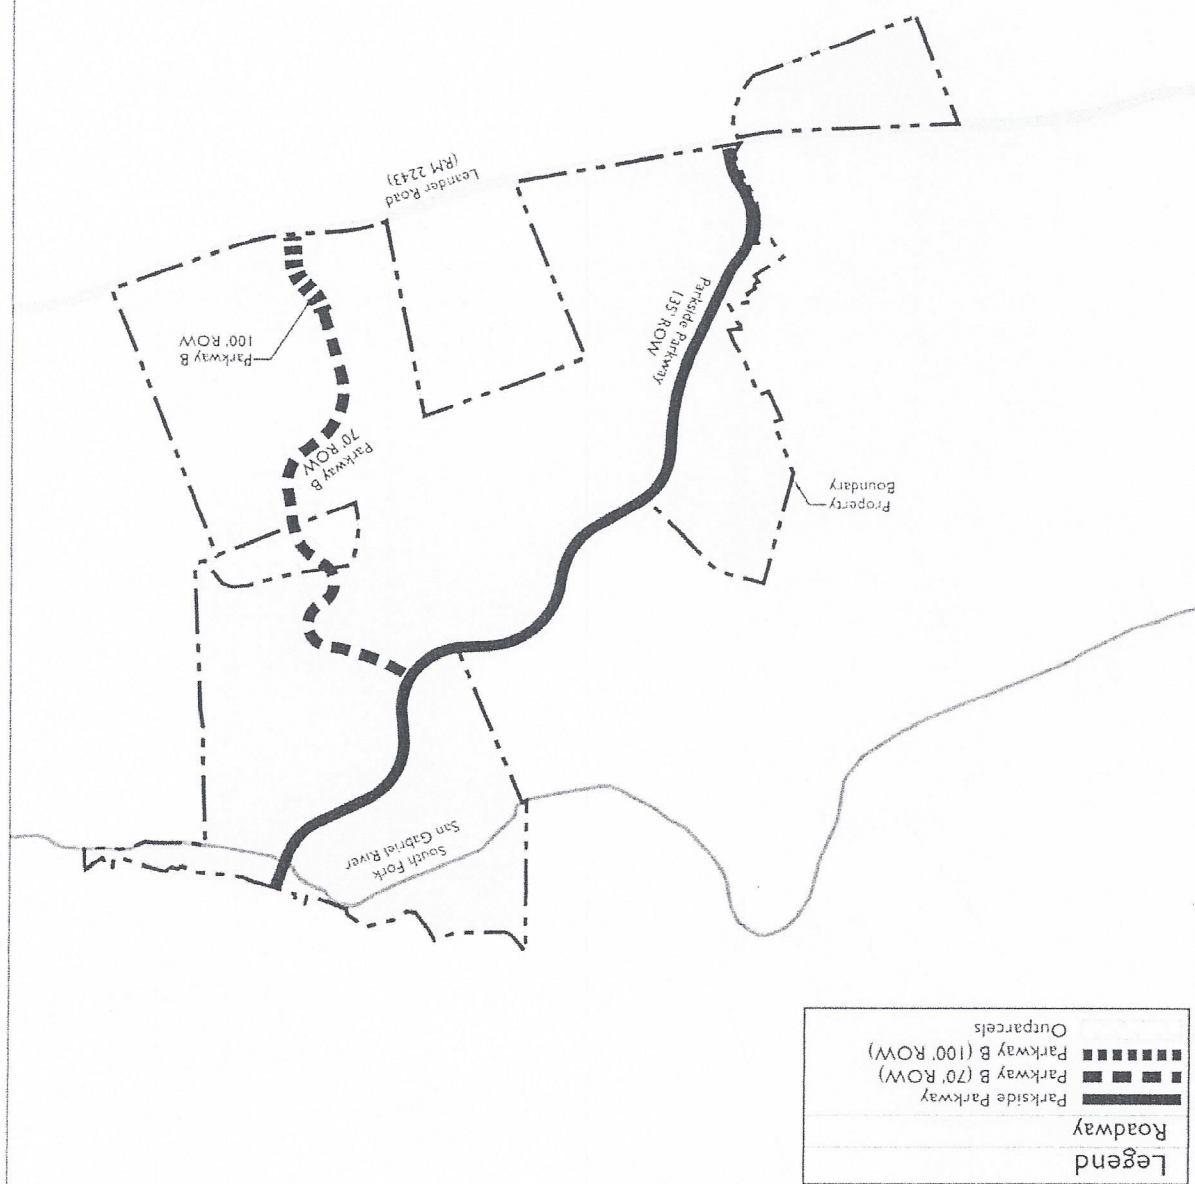 Legend
Roadway
Parkside Parkway
Parkway B (70' ROW)
Parkway B (100' ROW)
Outparcels
South Fork
San Gabriel River
Property
Boundary
Parkway B
70' ROW
Parkside Parkway
135' ROW
Parkway B
100' ROW
Leander Road
(RM 2243)